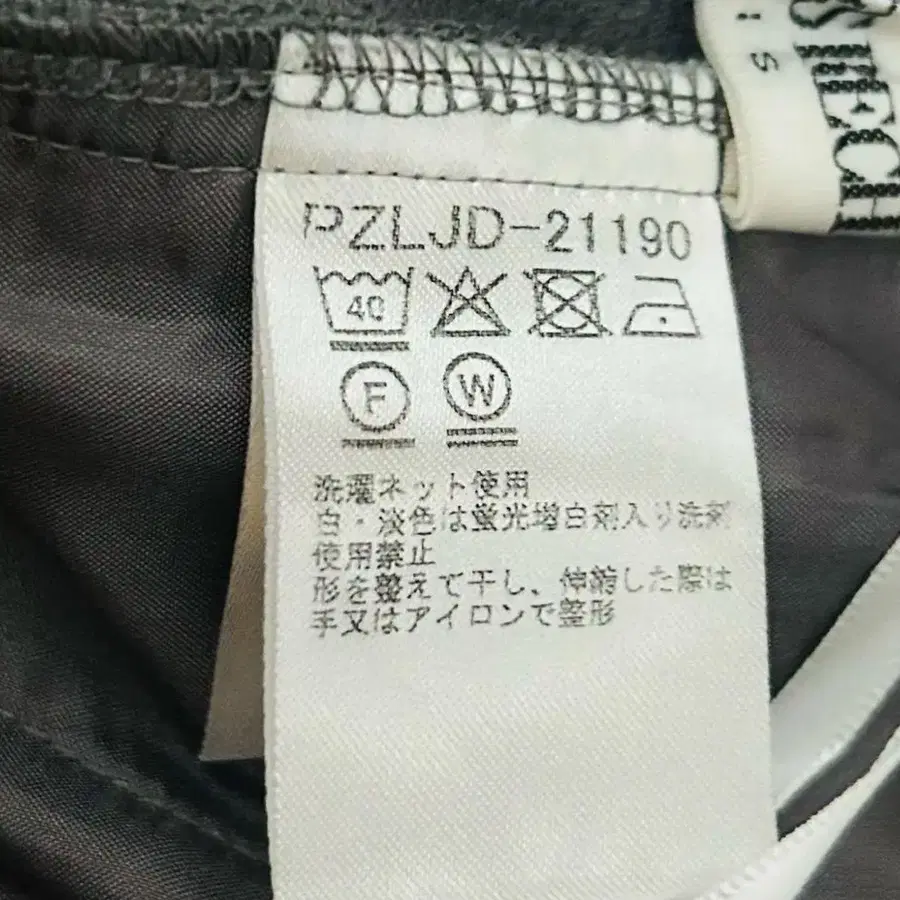 PZLJD-21190
40
F W
洗濯ネット使用
白・淡色は蛍光増白剤入り洗剤
使用禁止
形を整えて干し、伸縮した際は
手又はアイロンで整形
S